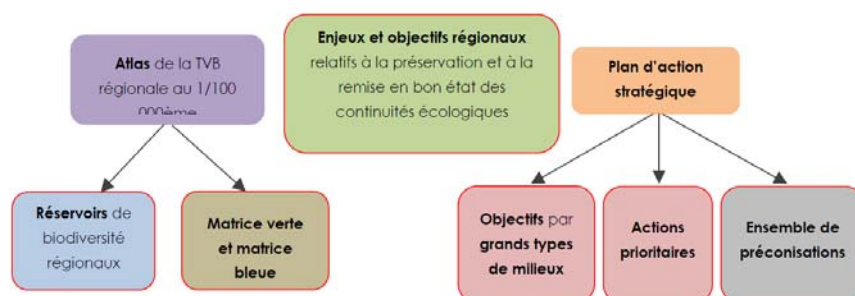 Atlas de la TVB
régionale au 1/100
000ème
Enjeux et objectifs régionaux
relatifs à la préservation et à la
remise en bon état des
continuités écologiques
Plan d'action
stratégique
Réservoirs de
biodiversité
régionaux
Matrice verte
et matrice
bleue
Objectifs par
grands types
de milieux
Actions
prioritaires
Ensemble de
préconisations